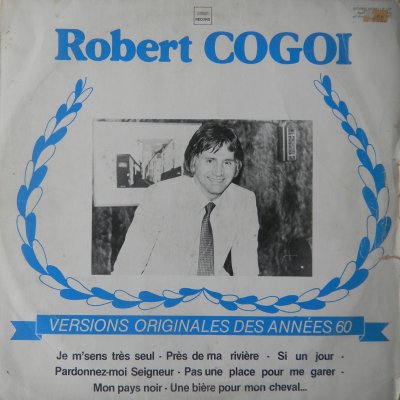 RECORD
Robert COGOI
VERSIONS ORIGINALES DES ANNÉES 60
Je m'sens très seul - Près de ma rivière - Si un jour -
Pardonnez-moi Seigneur - Pas une place pour me garer -
Mon pays noir - Une bière pour mon cheval...